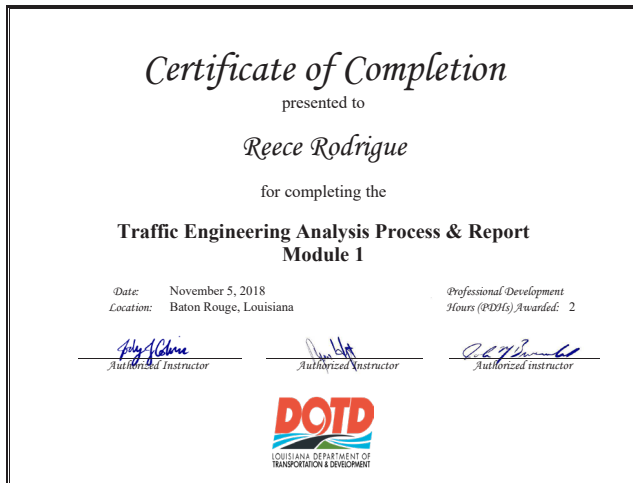 Certificate of Completion
presented to
Reece Rodrigue
for completing the
Traffic Engineering Analysis Process & Report
Module 1
Date: November 5, 2018
Location: Baton Rouge, Louisiana
Professional Development
Hours (PDHs) Awarded: 2
Authorized Instructor
Authorized Instructor
Authorized instructor
DOTD
LOUISIANA DEPARTMENT OF
TRANSPORTATION & DEVELOPMENT